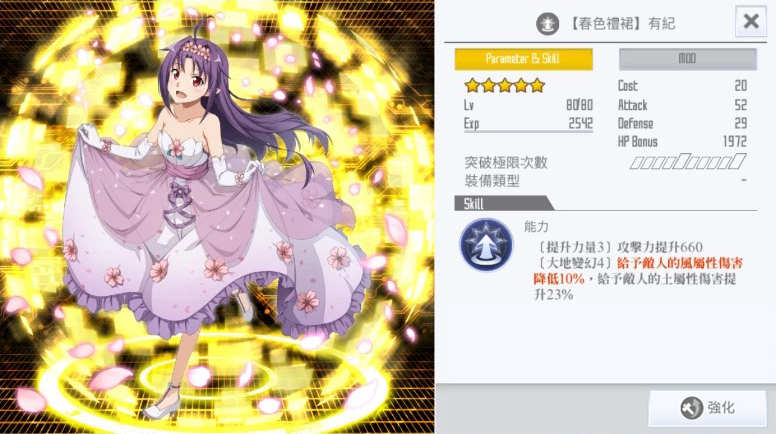 【春色禮裙】有紀
Parameter & Skill
MOD
Lv 80/80
Exp 2542
Cost 20
Attack 52
Defense 29
HP Bonus 1972
突破極限次數
裝備類型 -
Skill
能力
〔提升力量3〕攻擊力提升660
〔大地變幻4〕給予敵人的風屬性傷害
降低10%，給予敵人的土屬性傷害提
升23%
強化